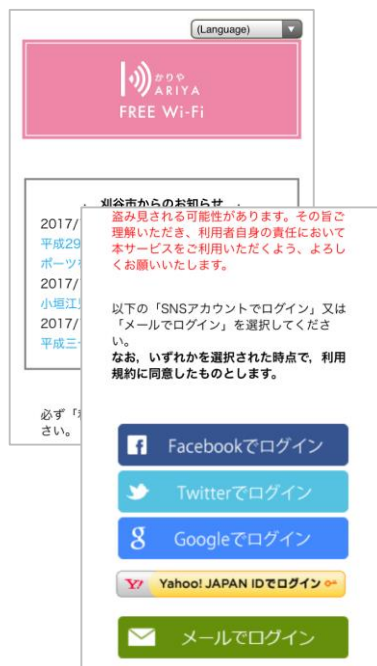 (Language)
かりや
ARIYA
FREE Wi-Fi
刈谷市からのお知らせ
2017/
平成29
ポーツ
2017/
小垣江
2017/
平成三
必ず「
さい。
盗み見される可能性があります。その旨ご
理解いただき、利用者自身の責任において
本サービスをご利用いただくよう、よろし
くお願いいたします。
以下の「SNSアカウントでログイン」又は
「メールでログイン」を選択してくださ
い。
なお，いずれかを選択された時点で，利用
規約に同意したものとします。
Facebookでログイン
Twitterでログイン
Googleでログイン
Y! Yahoo! JAPAN IDでログイン
メールでログイン